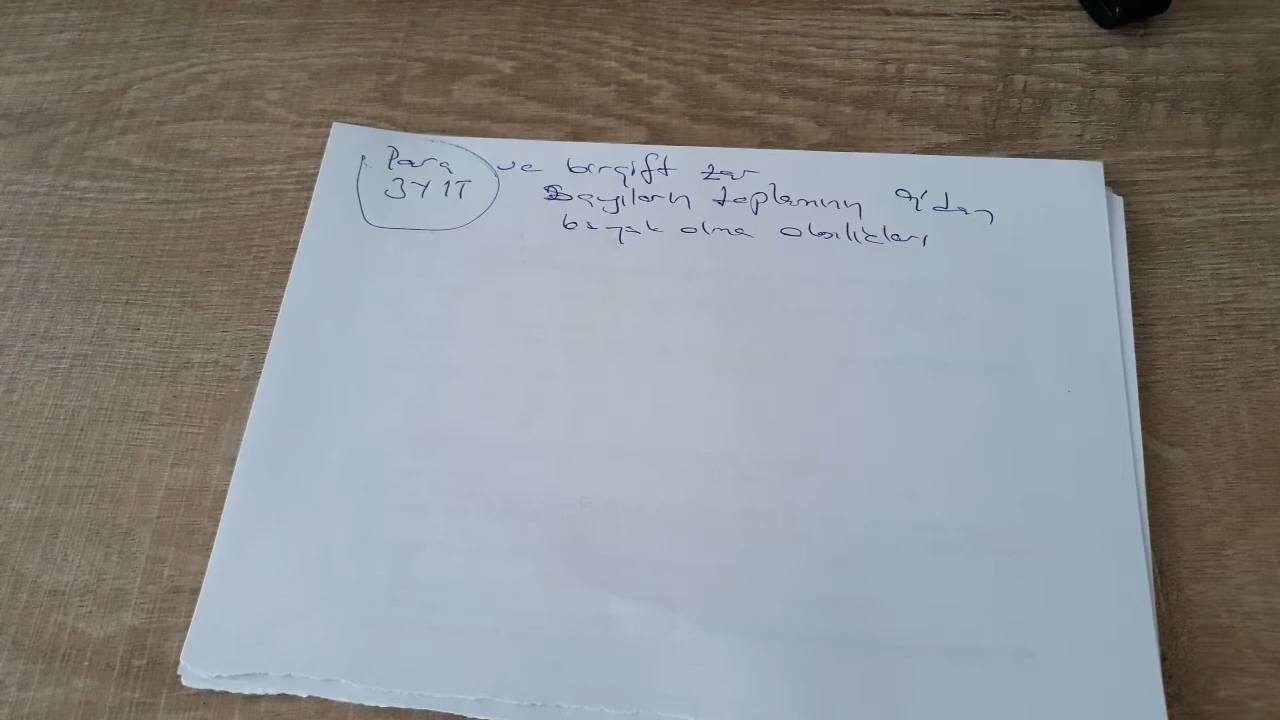 Para ve birçift zar
3Y 1T Sayıların toplamının 9'dan
büyük olma olasılıkları